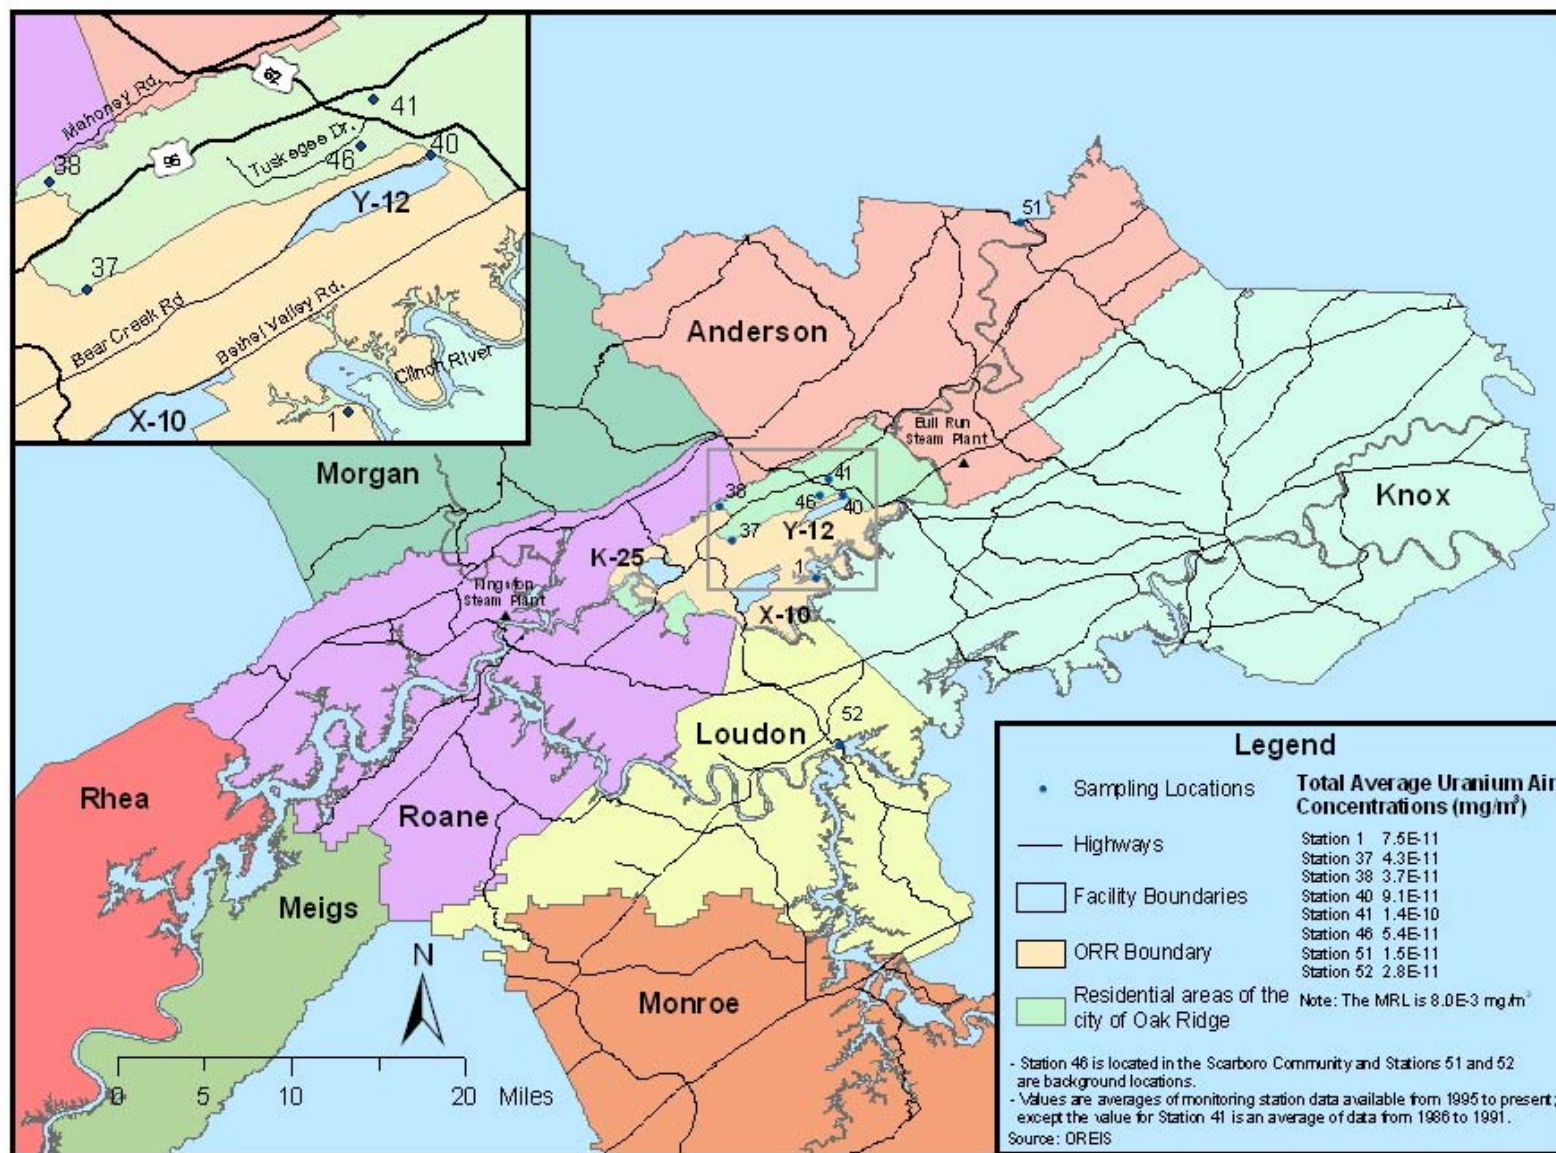 Mahoney Rd.
62
41
Tuskegee Dr.
95
46
40
38
Y-12
37
Bear Creek Rd
Bethel Valley Rd.
Clinch River
X-10
1
51
Anderson
Bull Run
Steam Plant
Morgan
41
38
46
40
Knox
37
Y-12
K-25
1
Kingston
Steam Plant
X-10
52
Loudon
Rhea
Roane
Meigs
Monroe
N
0 5 10 20 Miles
Legend
Sampling Locations
Highways
Facility Boundaries
ORR Boundary
Residential areas of the
city of Oak Ridge
Total Average Uranium Air
Concentrations (mg/m³)
Station 1 7.5E-11
Station 37 4.3E-11
Station 38 3.7E-11
Station 40 9.1E-11
Station 41 1.4E-10
Station 46 5.4E-11
Station 51 1.5E-11
Station 52 2.8E-11
Note: The MRL is 8.0E-3 mg/m³
- Station 46 is located in the Scarboro Community and Stations 51 and 52
are background locations.
- Values are averages of monitoring station data available from 1995 to present;
except the value for Station 41 is an average of data from 1986 to 1991.
Source: OREIS